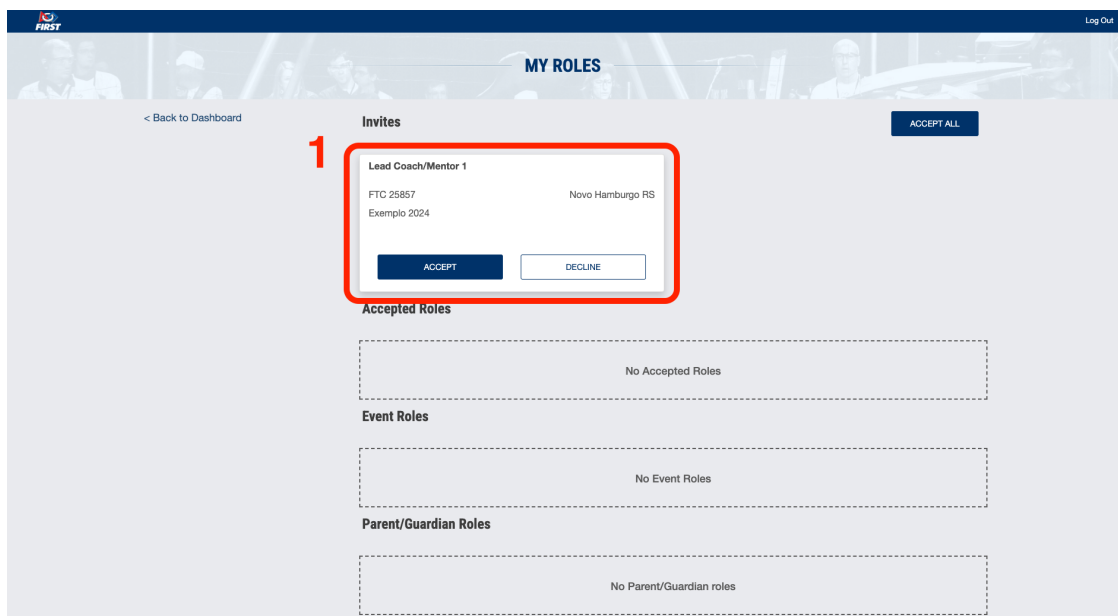 FIRST
Log Out
MY ROLES
< Back to Dashboard
Invites
ACCEPT ALL
1
Lead Coach/Mentor 1
FTC 25857 Novo Hamburgo RS
Exemplo 2024
ACCEPT DECLINE
Accepted Roles
No Accepted Roles
Event Roles
No Event Roles
Parent/Guardian Roles
No Parent/Guardian roles